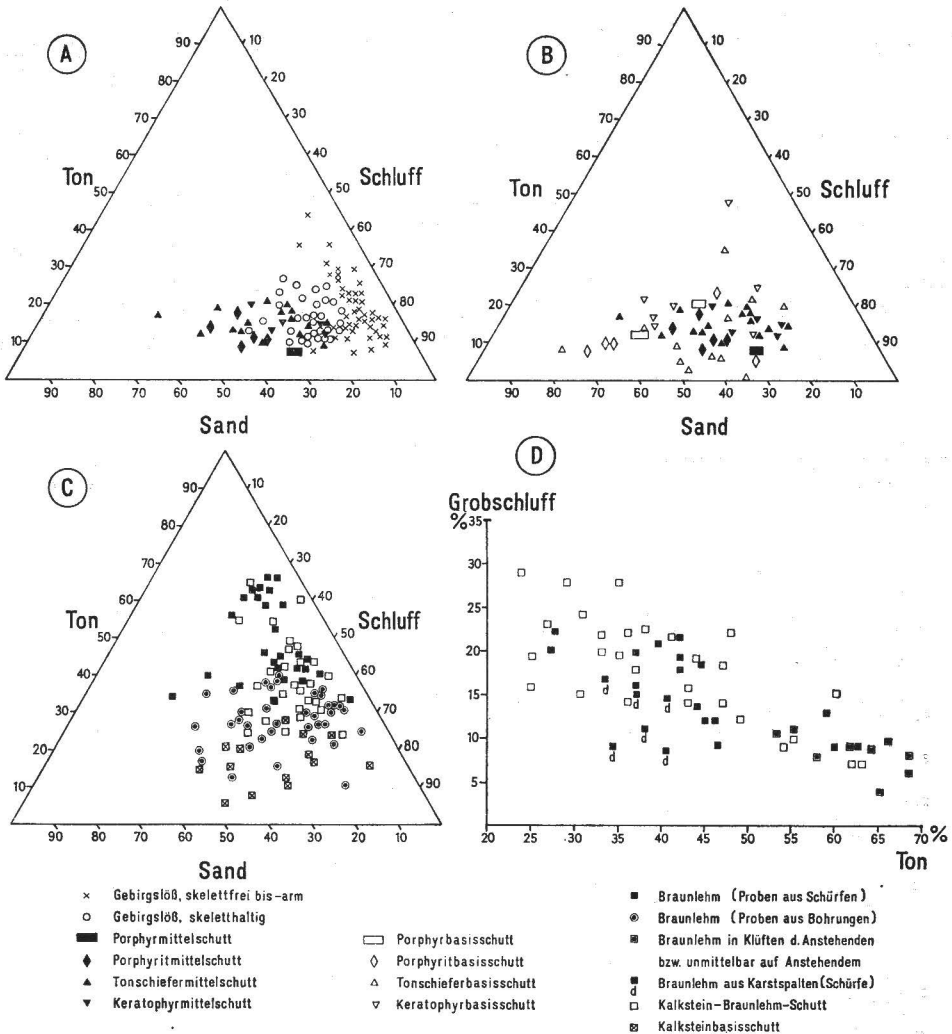 A
90
80
70
60
50
40
30
20
10
Ton
10
20
30
40
50
60
70
80
90
Schluff
90
80
70
60
50
40
30
20
10
Sand
B
90
80
70
60
50
40
30
20
10
Ton
10
20
30
40
50
60
70
80
90
Schluff
90
80
70
60
50
40
30
20
10
Sand
C
90
80
70
60
50
40
30
20
10
Ton
10
20
30
40
50
60
70
80
90
Schluff
90
80
70
60
50
40
30
20
10
Sand
D
Grobschluff
% 35
30
25
20
15
10
5
20 25 30 35 40 45 50 55 60 65 70 %
Ton
d
d
d
d
d
d
× Gebirgslöß, skelettfrei bis-arm
Gebirgslöß, skeletthaltig
Porphyrmittelschutt
Porphyritmittelschutt
Tonschiefermittelschutt
Keratophyrmittelschutt
Porphyrbasisschutt
Porphyritbasisschutt
Tonschieferbasisschutt
Keratophyrbasisschutt
Braunlehm (Proben aus Schürfen)
Braunlehm (Proben aus Bohrungen)
Braunlehm in Klüften d. Anstehenden
bzw. unmittelbar auf Anstehendem
Braunlehm aus Karstspalten (Schürfe)
d
Kalkstein-Braunlehm-Schutt
Kalksteinbasisschutt